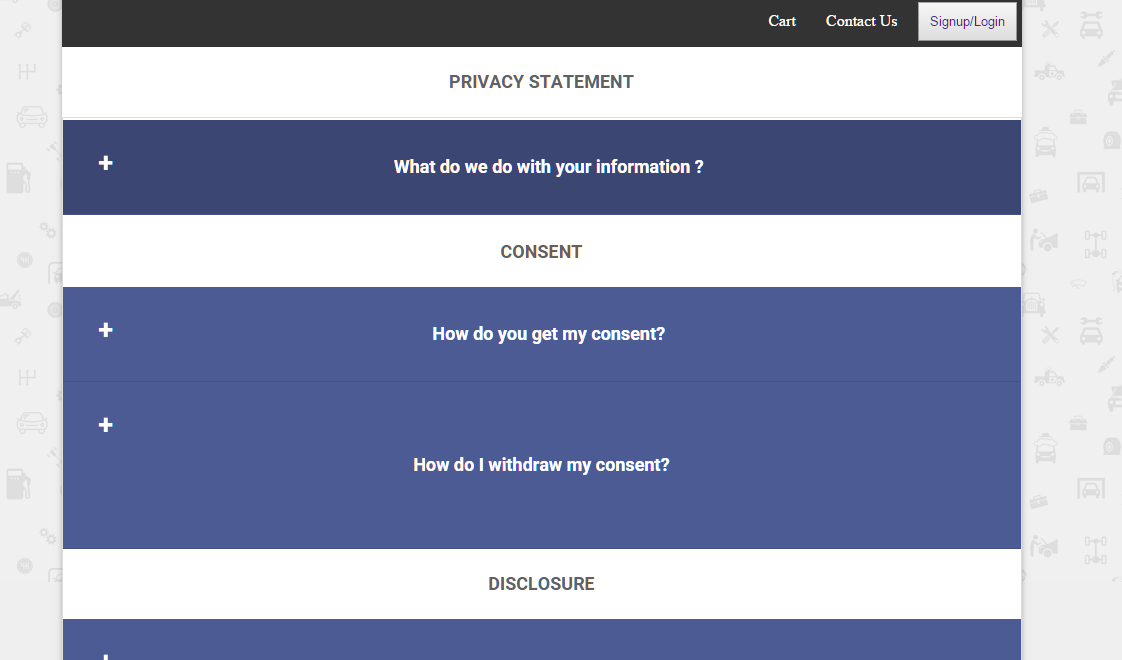 Cart Contact Us Signup/Login
PRIVACY STATEMENT
What do we do with your information ?
CONSENT
How do you get my consent?
How do I withdraw my consent?
DISCLOSURE